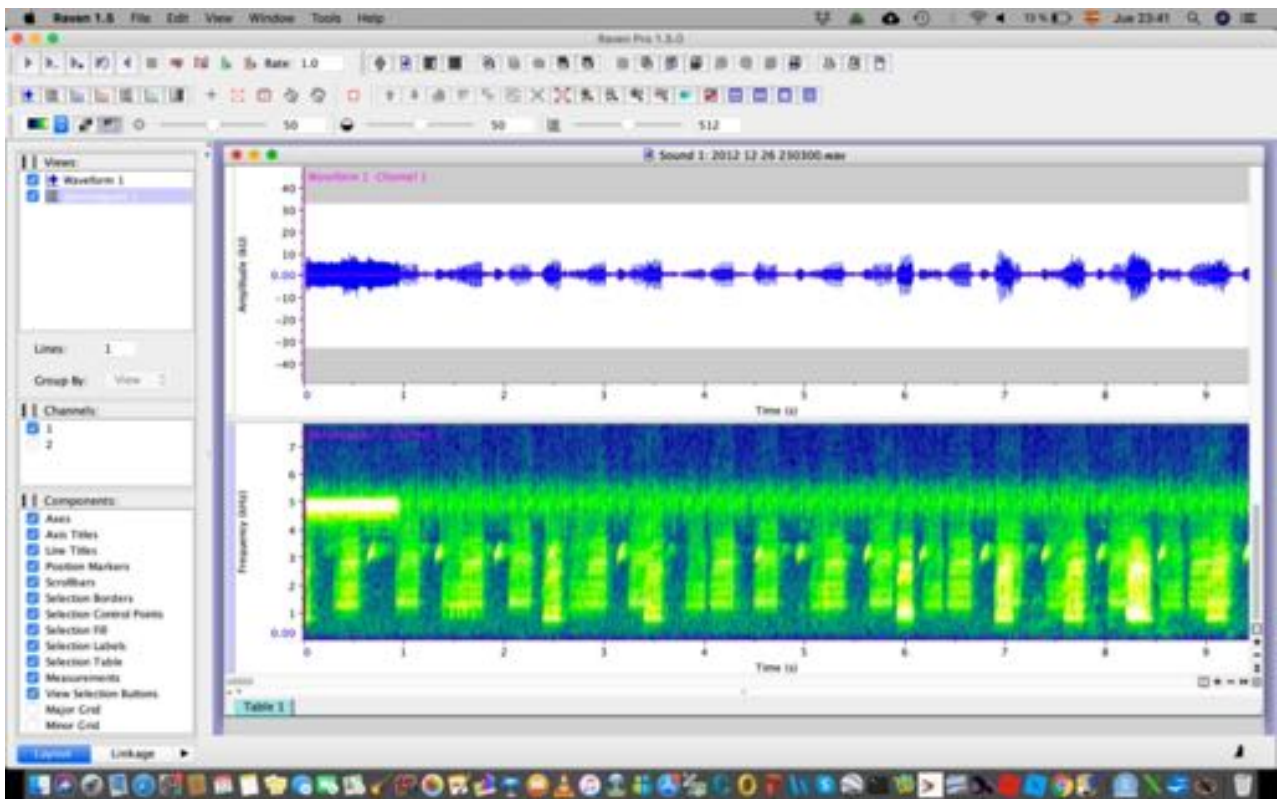 Raven 1.5 File Edit View Window Tools Help 13 % Jue 23:41
Raven Pro 1.5.0
Rate: 1.0
50 50 512
Views:
Waveform 1
Lines: 1
Group By: View
Channels:
1
2
Components:
Axes
Axis Titles
Line Titles
Position Markers
Scrollbars
Selection Borders
Selection Control Points
Selection Fill
Selection Labels
Selection Table
Measurements
View Selection Buttons
Major Grid
Minor Grid
Layout Linkage
Sound 1: 2012 12 26 230300.wav
Waveform 1 Channel 1
Amplitude (kU)
40
30
20
10
0.00
-10
-20
-30
-40
0 1 2 3 4 5 6 7 8 9
Time (s)
Frequency (kHz)
7
6
5
4
3
2
1
0.00
0 1 2 3 4 5 6 7 8 9
Time (s)
Table 1